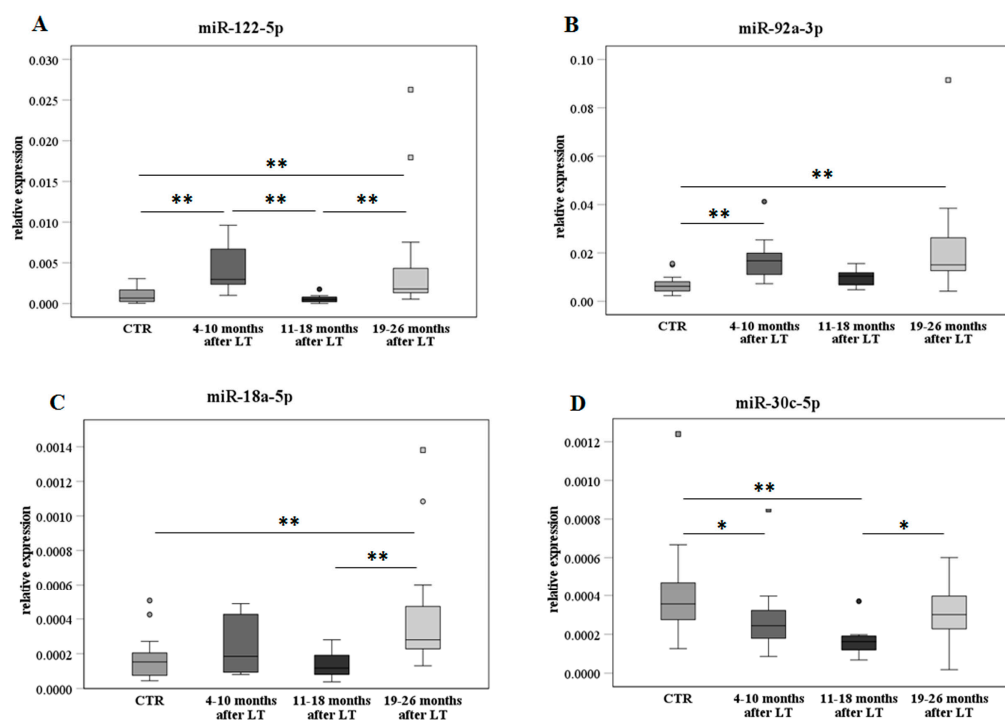 A
miR-122-5p
relative expression
0.030
0.025
0.020
0.015
0.010
0.005
0.000
**
** ** **
CTR 4-10 months 11-18 months 19-26 months
after LT after LT after LT
B
miR-92a-3p
relative expression
0.10
0.08
0.06
0.04
0.02
0.00
**
**
CTR 4-10 months 11-18 months 19-26 months
after LT after LT after LT
C
miR-18a-5p
relative expression
0.0014
0.0012
0.0010
0.0008
0.0006
0.0004
0.0002
0.0000
**
**
CTR 4-10 months 11-18 months 19-26 months
after LT after LT after LT
D
miR-30c-5p
relative expression
0.0012
0.0010
0.0008
0.0006
0.0004
0.0002
0.0000
**
* *
CTR 4-10 months 11-18 months 19-26 months
after LT after LT after LT